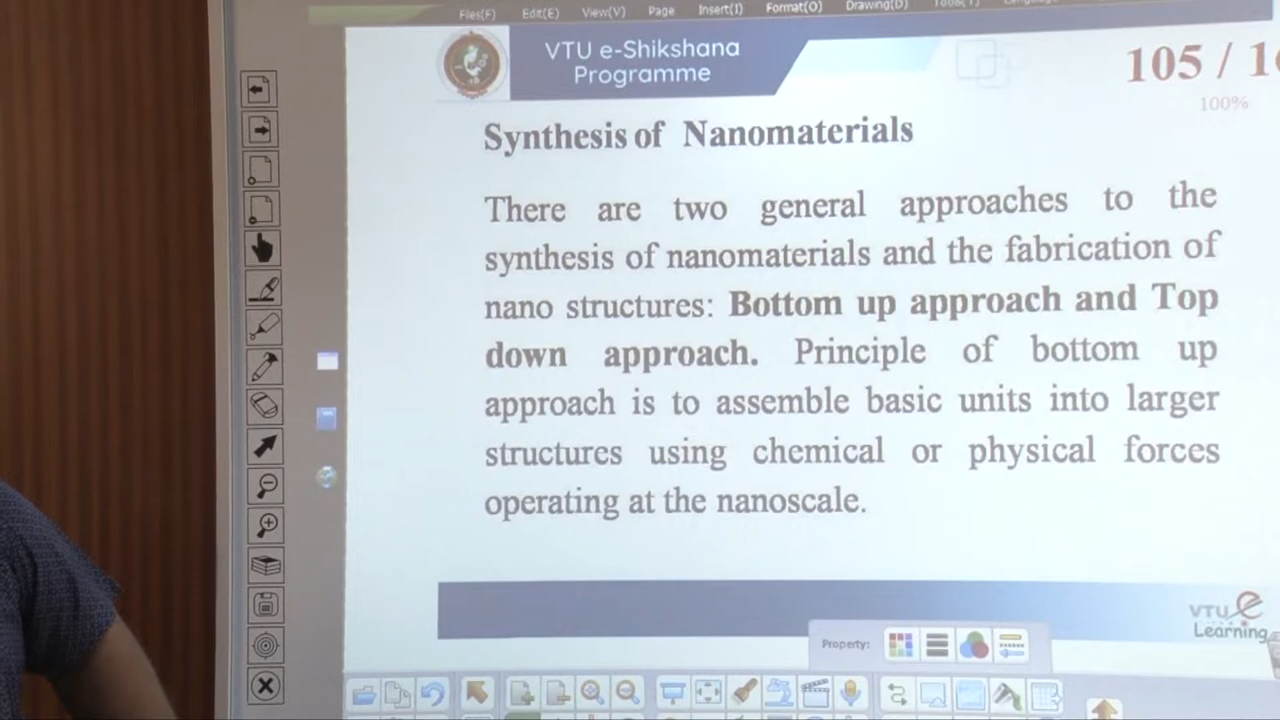 Files(F) Edit(E) View(V) Page Insert(I) Format(O) Drawing(D) Tools(T)
VTU e-Shikshana
Programme
105 / 1
100%
Synthesis of Nanomaterials
There are two general approaches to the
synthesis of nanomaterials and the fabrication of
nano structures: Bottom up approach and Top
down approach. Principle of bottom up
approach is to assemble basic units into larger
structures using chemical or physical forces
operating at the nanoscale.
VTU e
Learning
Property: